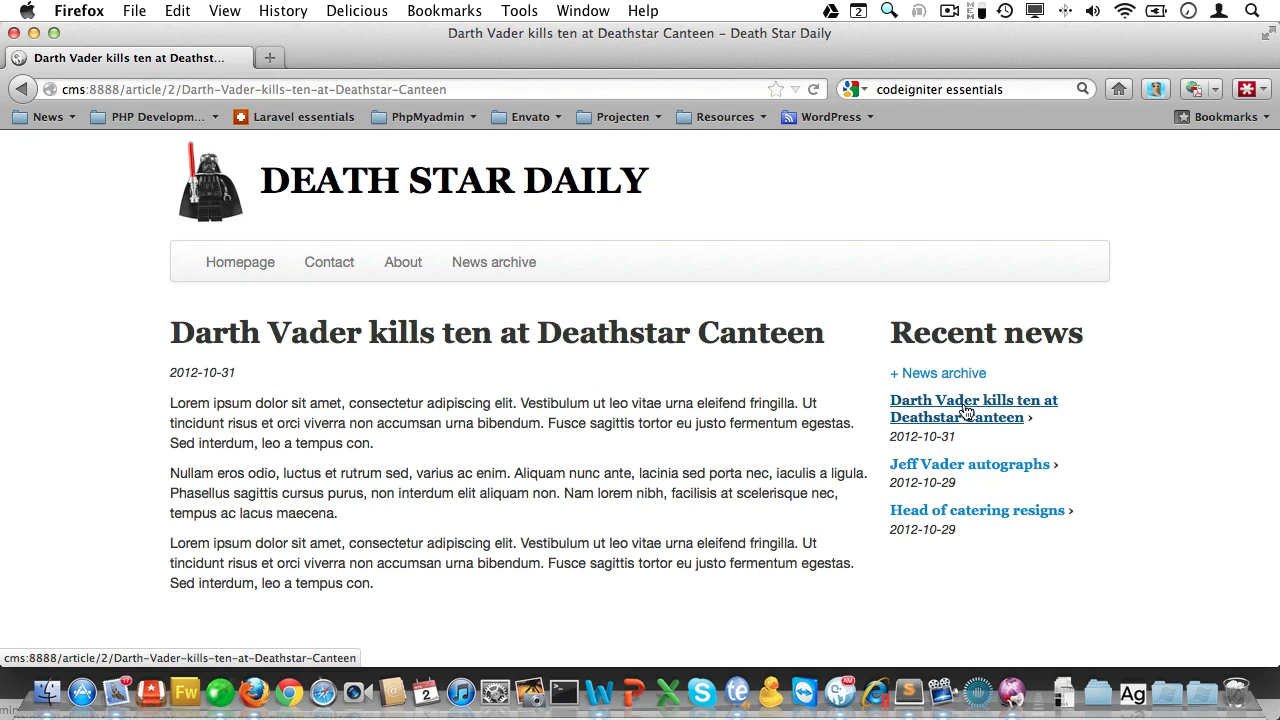 Firefox File Edit View History Delicious Bookmarks Tools Window Help
Darth Vader kills ten at Deathstar Canteen – Death Star Daily
Darth Vader kills ten at Deathst...
cms:8888/article/2/Darth-Vader-kills-ten-at-Deathstar-Canteen codeigniter essentials
News PHP Developm... Laravel essentials PhpMyadmin Envato Projecten Resources WordPress Bookmarks
DEATH STAR DAILY
Homepage Contact About News archive
Darth Vader kills ten at Deathstar Canteen
2012-10-31
Lorem ipsum dolor sit amet, consectetur adipiscing elit. Vestibulum ut leo vitae urna eleifend fringilla. Ut
tincidunt risus et orci viverra non accumsan urna bibendum. Fusce sagittis tortor eu justo fermentum egestas.
Sed interdum, leo a tempus con.
Nullam eros odio, luctus et rutrum sed, varius ac enim. Aliquam nunc ante, lacinia sed porta nec, iaculis a ligula.
Phasellus sagittis cursus purus, non interdum elit aliquam non. Nam lorem nibh, facilisis at scelerisque nec,
tempus ac lacus maecena.
Lorem ipsum dolor sit amet, consectetur adipiscing elit. Vestibulum ut leo vitae urna eleifend fringilla. Ut
tincidunt risus et orci viverra non accumsan urna bibendum. Fusce sagittis tortor eu justo fermentum egestas.
Sed interdum, leo a tempus con.
Recent news
+ News archive
Darth Vader kills ten at
Deathstar Canteen ›
2012-10-31
Jeff Vader autographs ›
2012-10-29
Head of catering resigns ›
2012-10-29
cms:8888/article/2/Darth-Vader-kills-ten-at-Deathstar-Canteen
Fw
2
te
Ag